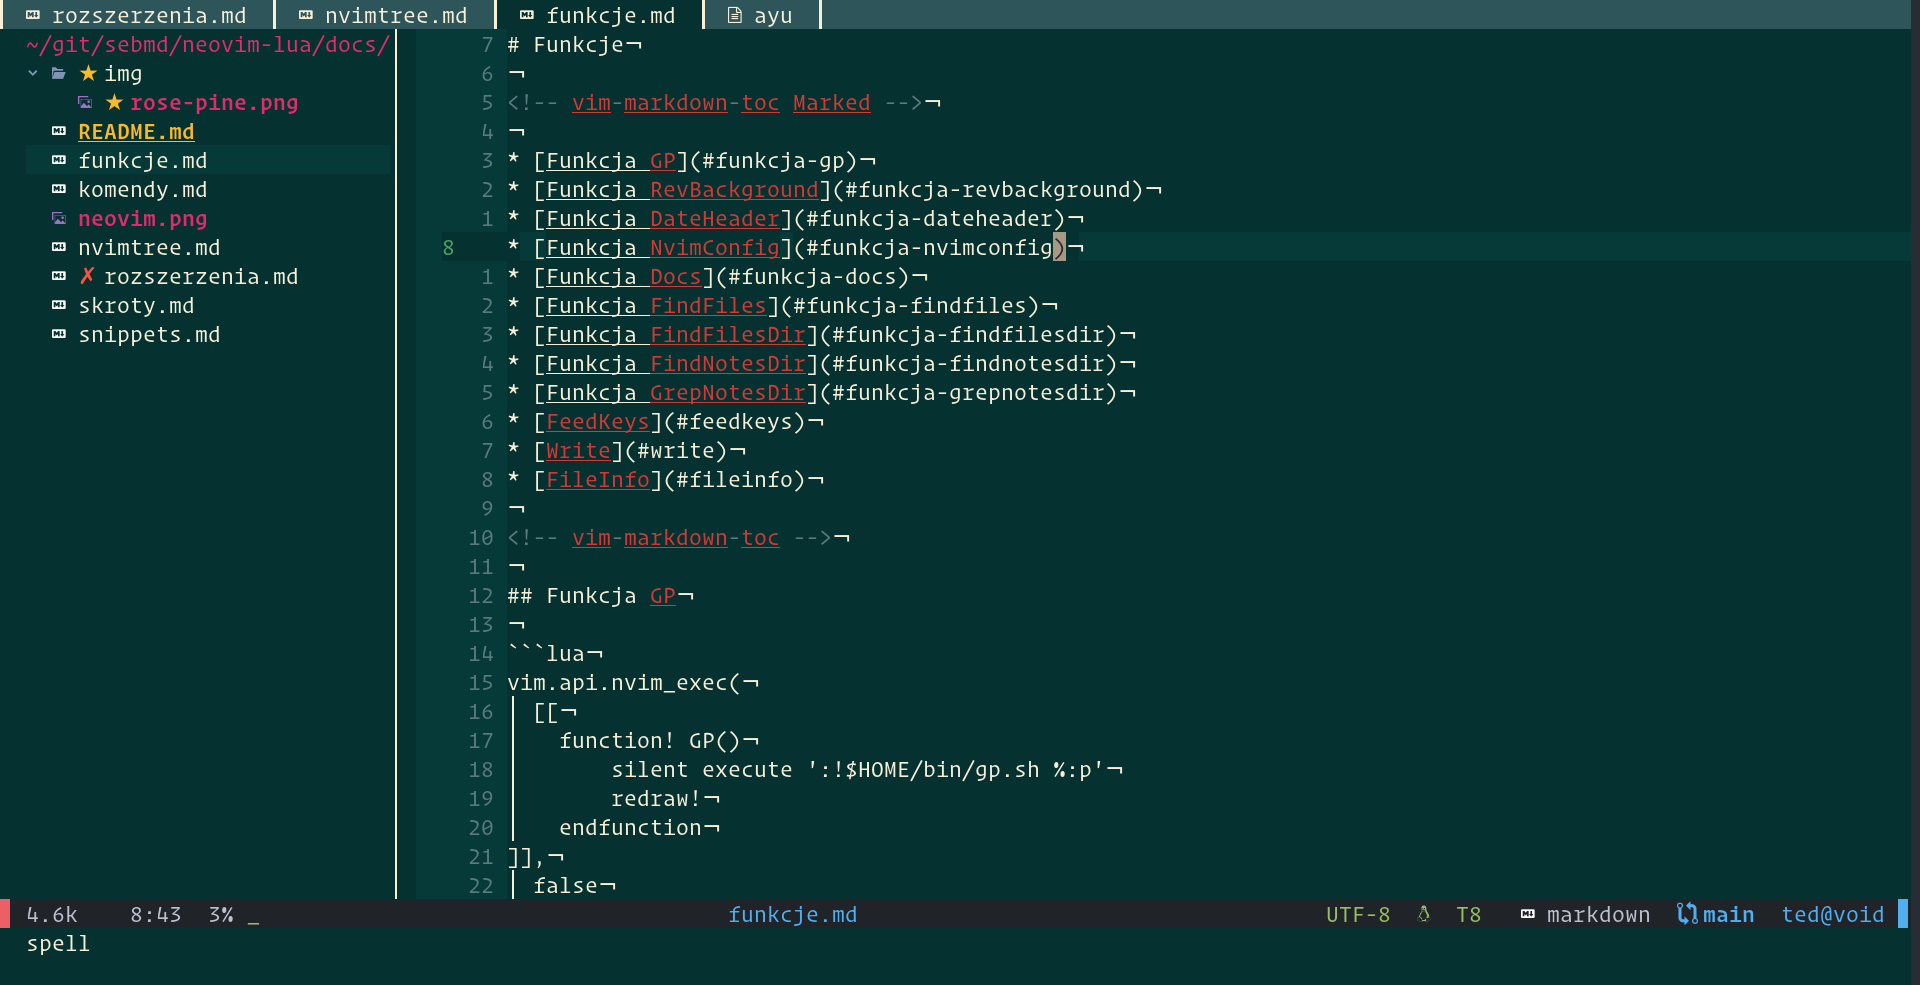 rozszerzenia.md nvimtree.md funkcje.md ayu
~/git/sebmd/neovim-lua/docs/
★ img
★ rose-pine.png
README.md
funkcje.md
komendy.md
neovim.png
nvimtree.md
✗ rozszerzenia.md
skroty.md
snippets.md
7 # Funkcje¬
6 ¬
5 <!-- vim-markdown-toc Marked -->¬
4 ¬
3 * [Funkcja GP](#funkcja-gp)¬
2 * [Funkcja RevBackground](#funkcja-revbackground)¬
1 * [Funkcja DateHeader](#funkcja-dateheader)¬
8 * [Funkcja NvimConfig](#funkcja-nvimconfig)¬
1 * [Funkcja Docs](#funkcja-docs)¬
2 * [Funkcja FindFiles](#funkcja-findfiles)¬
3 * [Funkcja FindFilesDir](#funkcja-findfilesdir)¬
4 * [Funkcja FindNotesDir](#funkcja-findnotesdir)¬
5 * [Funkcja GrepNotesDir](#funkcja-grepnotesdir)¬
6 * [FeedKeys](#feedkeys)¬
7 * [Write](#write)¬
8 * [FileInfo](#fileinfo)¬
9 ¬
10 <!-- vim-markdown-toc -->¬
11 ¬
12 ## Funkcja GP¬
13 ¬
14 ```lua¬
15 vim.api.nvim_exec(¬
16 [[¬
17 function! GP()¬
18 silent execute ':!$HOME/bin/gp.sh %:p'¬
19 redraw!¬
20 endfunction¬
21 ]],¬
22 false¬
4.6k 8:43 3% _ funkcje.md UTF-8 T8 markdown main ted@void
spell